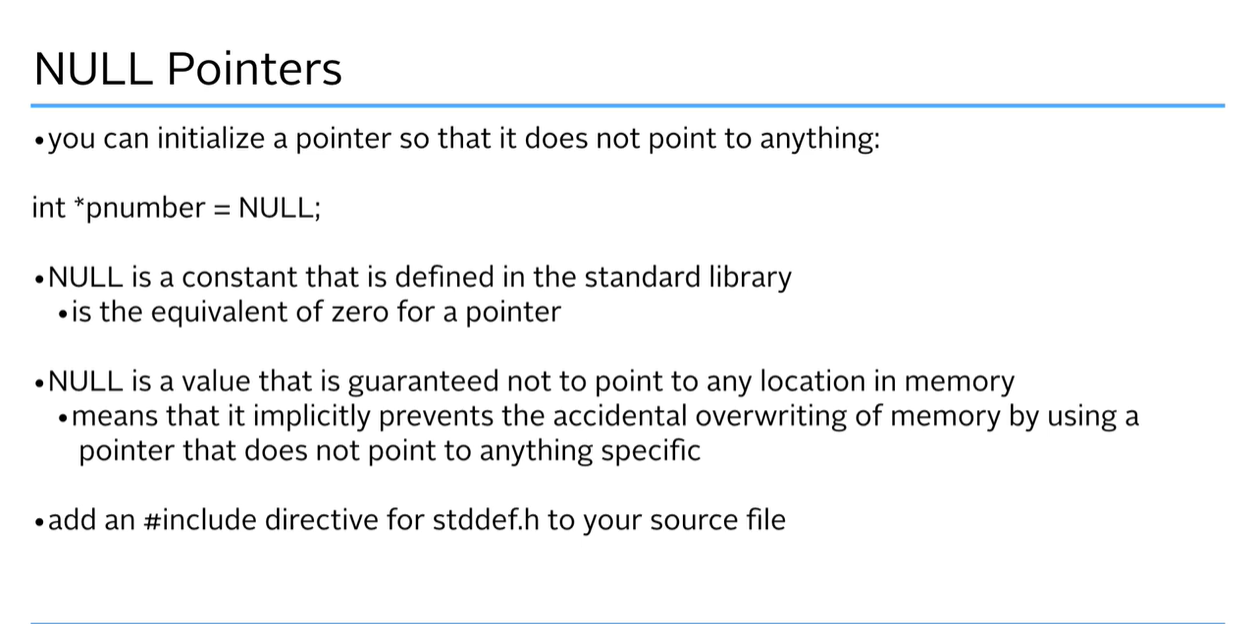 NULL Pointers
•you can initialize a pointer so that it does not point to anything:
int *pnumber = NULL;
•NULL is a constant that is defined in the standard library
•is the equivalent of zero for a pointer
•NULL is a value that is guaranteed not to point to any location in memory
•means that it implicitly prevents the accidental overwriting of memory by using a
pointer that does not point to anything specific
•add an #include directive for stddef.h to your source file